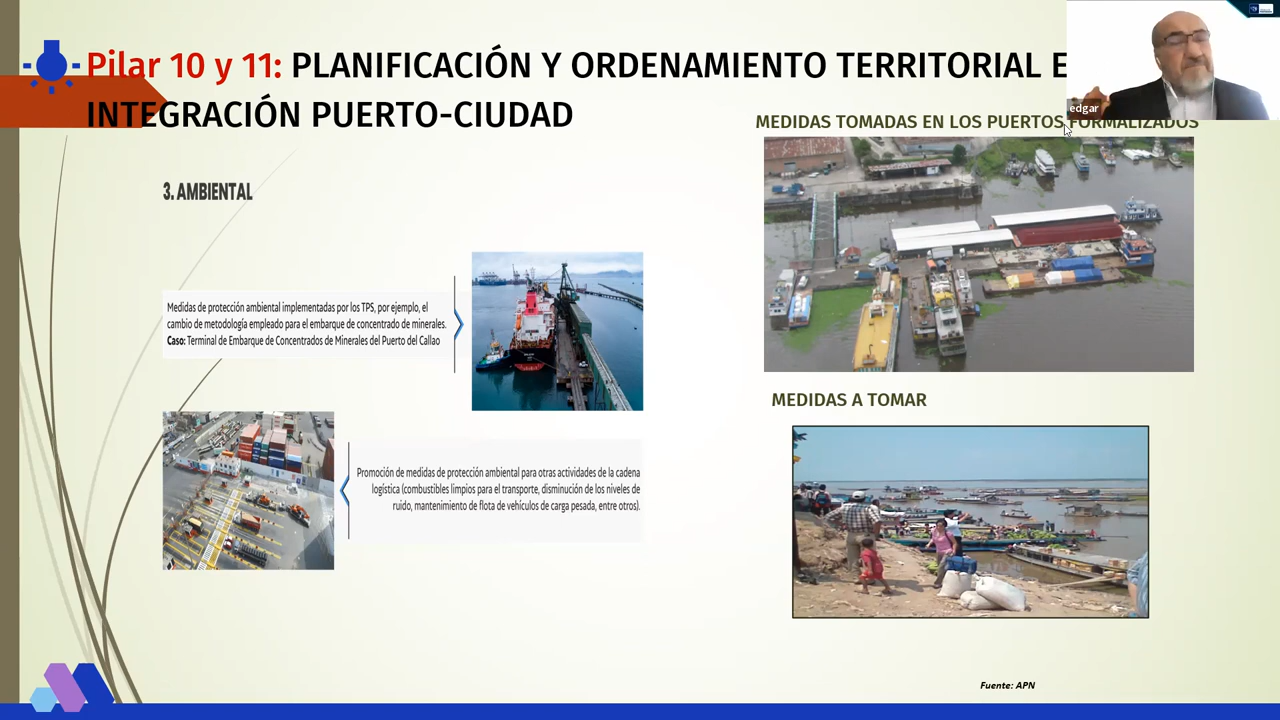 Pilar 10 y 11: PLANIFICACIÓN Y ORDENAMIENTO TERRITORIAL E
INTEGRACIÓN PUERTO-CIUDAD
edgar
MEDIDAS TOMADAS EN LOS PUERTOS FORMALIZADOS
3. AMBIENTAL
Medidas de protección ambiental implementadas por los TPS, por ejemplo, el
cambio de metodología empleado para el embarque de concentrado de minerales.
Caso: Terminal de Embarque de Concentrados de Minerales del Puerto del Callao
MEDIDAS A TOMAR
Promoción de medidas de protección ambiental para otras actividades de la cadena
logística (combustibles limpios para el transporte, disminución de los niveles de
ruido, mantenimiento de flota de vehículos de carga pesada, entre otros).
Fuente: APN